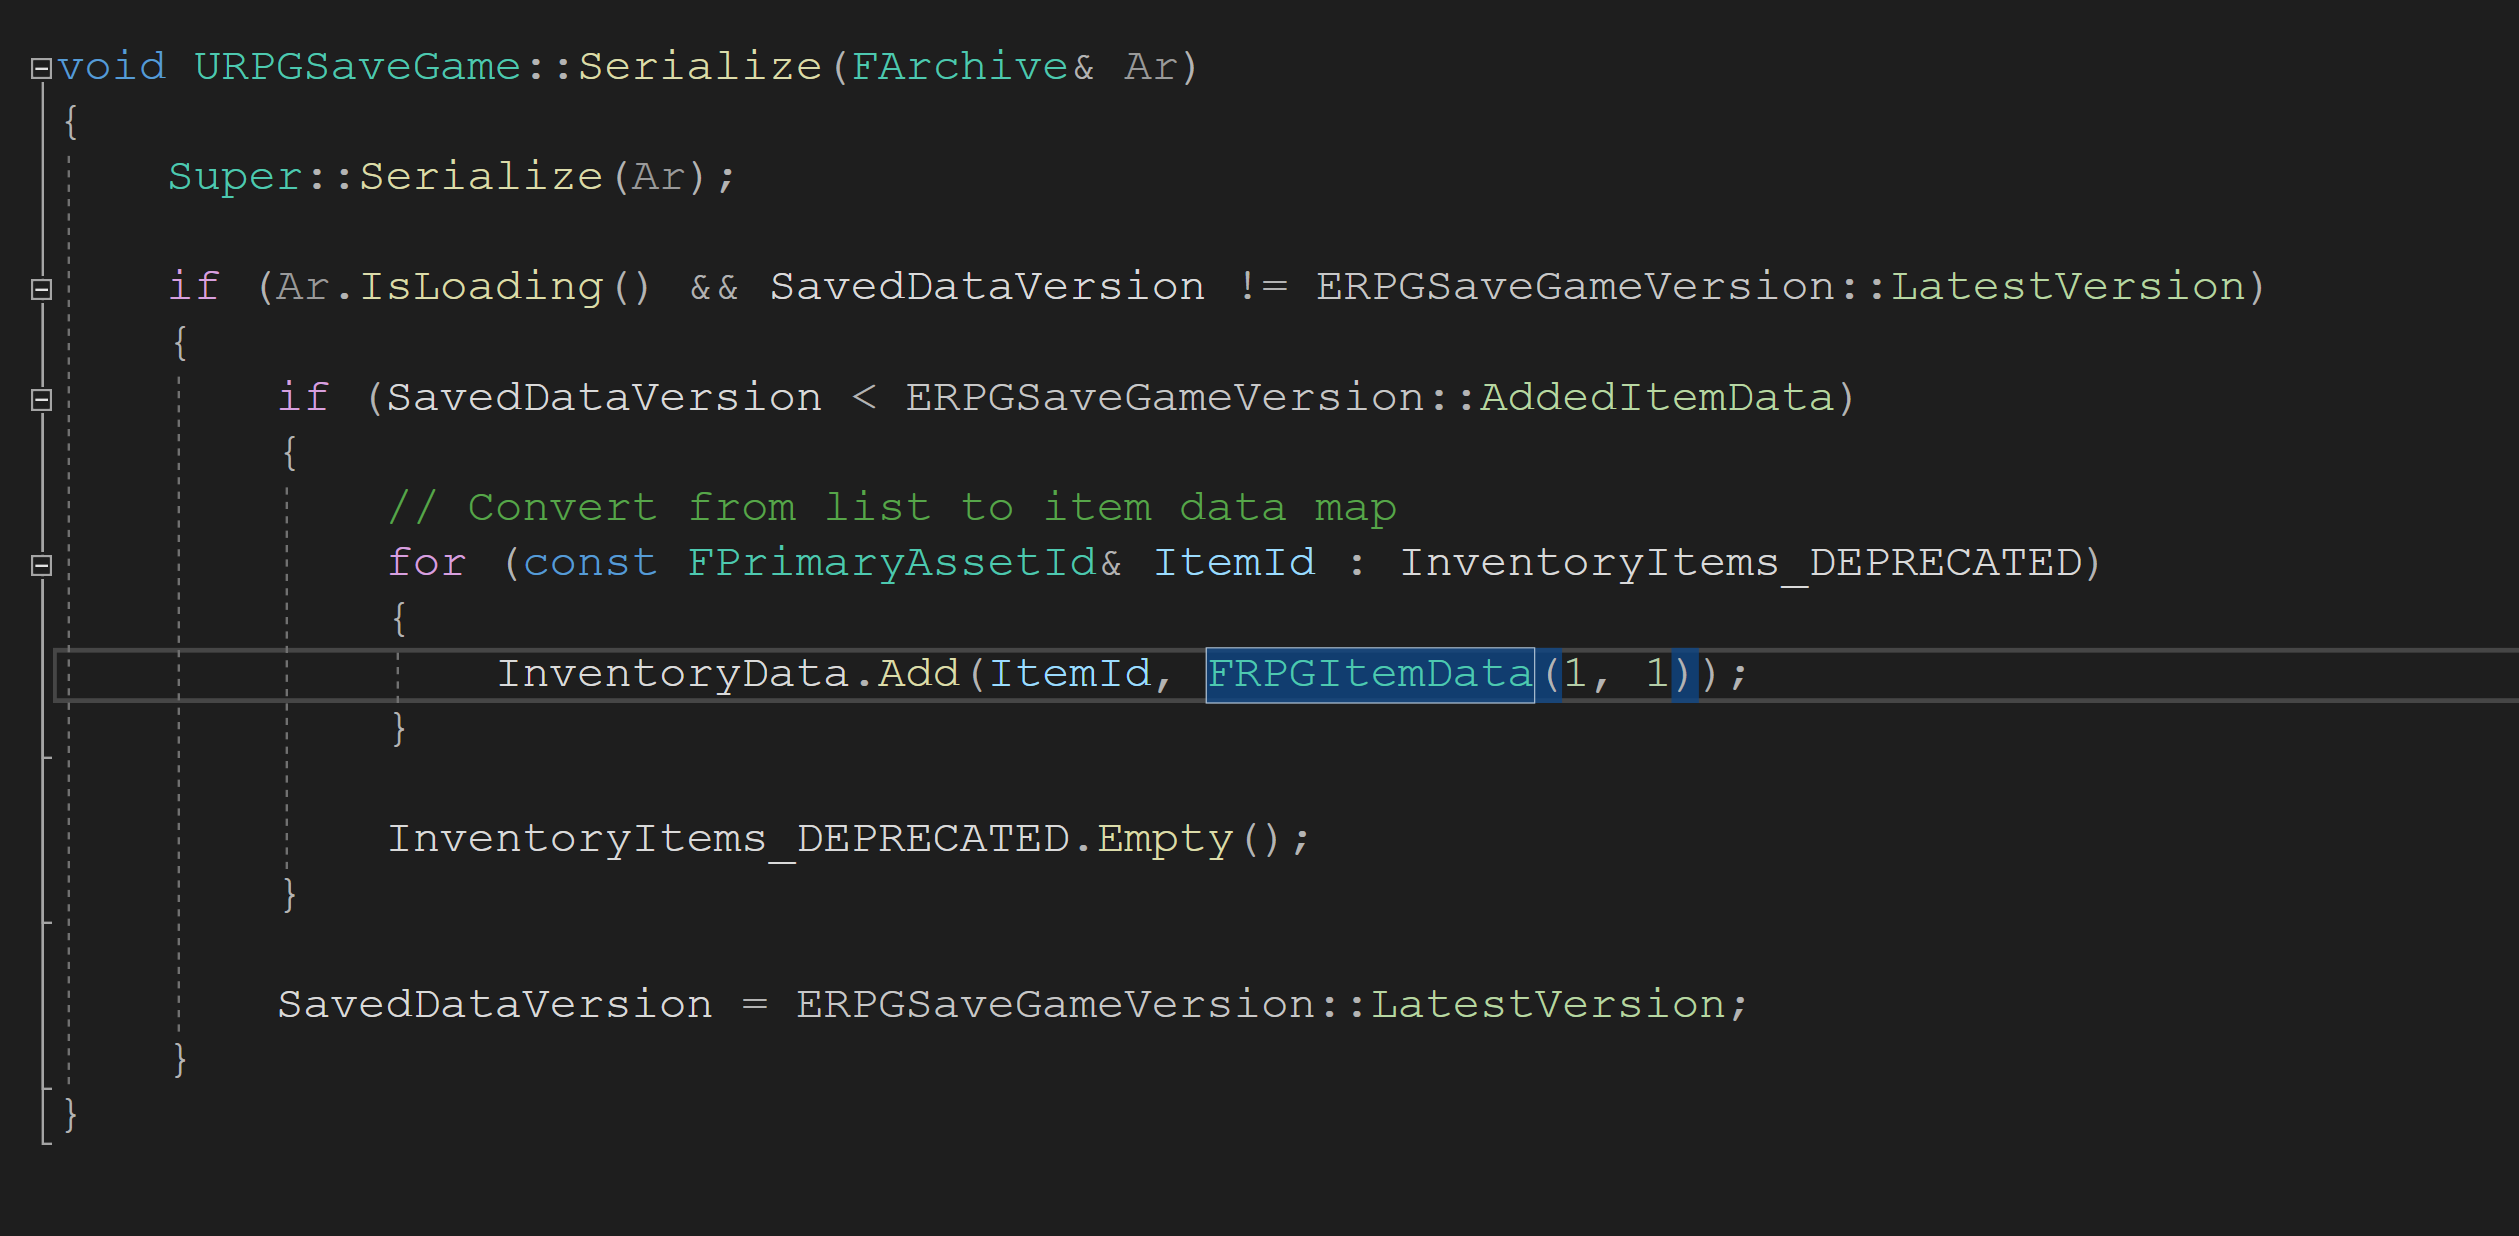 void URPGSaveGame::Serialize(FArchive& Ar)
{
    Super::Serialize(Ar);

    if (Ar.IsLoading() && SavedDataVersion != ERPGSaveGameVersion::LatestVersion)
    {
        if (SavedDataVersion < ERPGSaveGameVersion::AddedItemData)
        {
            // Convert from list to item data map
            for (const FPrimaryAssetId& ItemId : InventoryItems_DEPRECATED)
            {
                InventoryData.Add(ItemId, FRPGItemData(1, 1));
            }

            InventoryItems_DEPRECATED.Empty();
        }

        SavedDataVersion = ERPGSaveGameVersion::LatestVersion;
    }
}